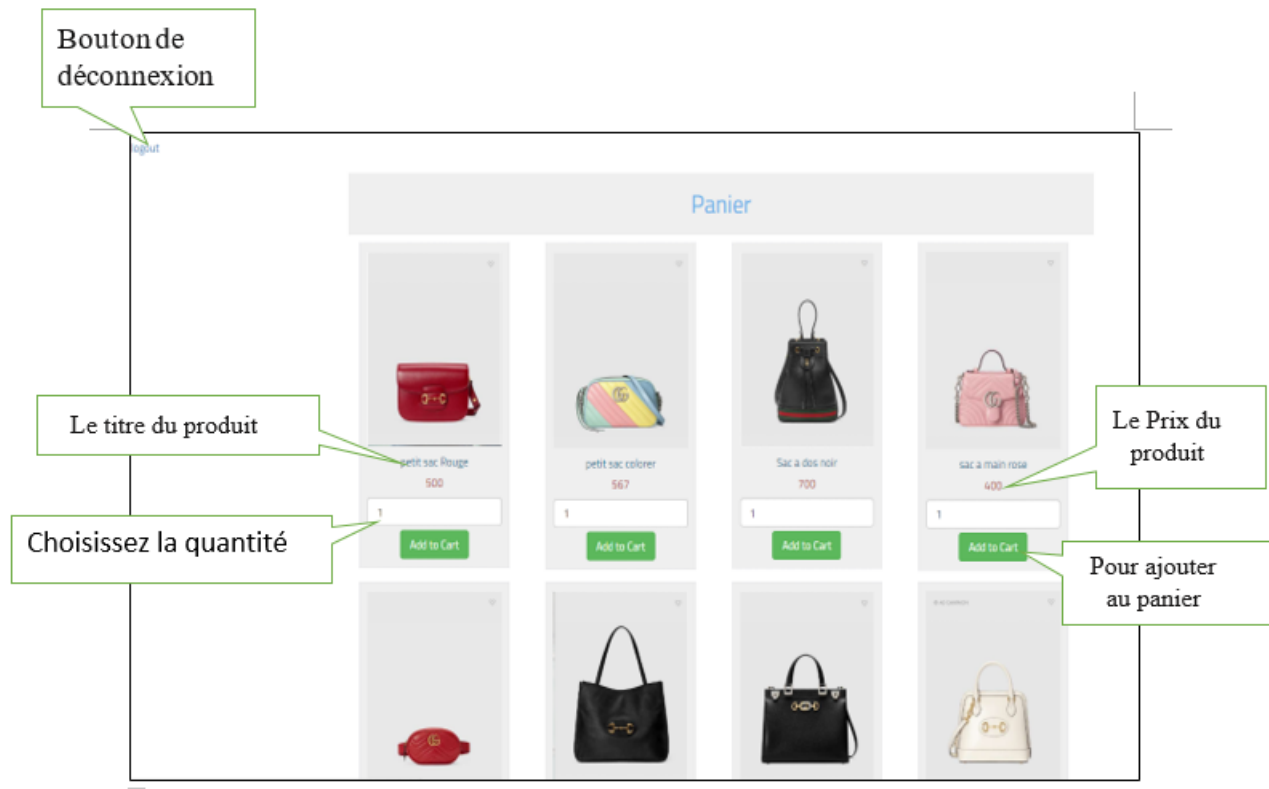 Bouton de
déconnexion
logout
Panier
Le titre du produit
petit sac Rouge
500
1
Add to Cart
petit sac colorer
567
1
Add to Cart
Sac a dos noir
700
1
Add to Cart
sac a main rose
400
1
Add to Cart
Le Prix du
produit
Choisissez la quantité
Pour ajouter
au panier